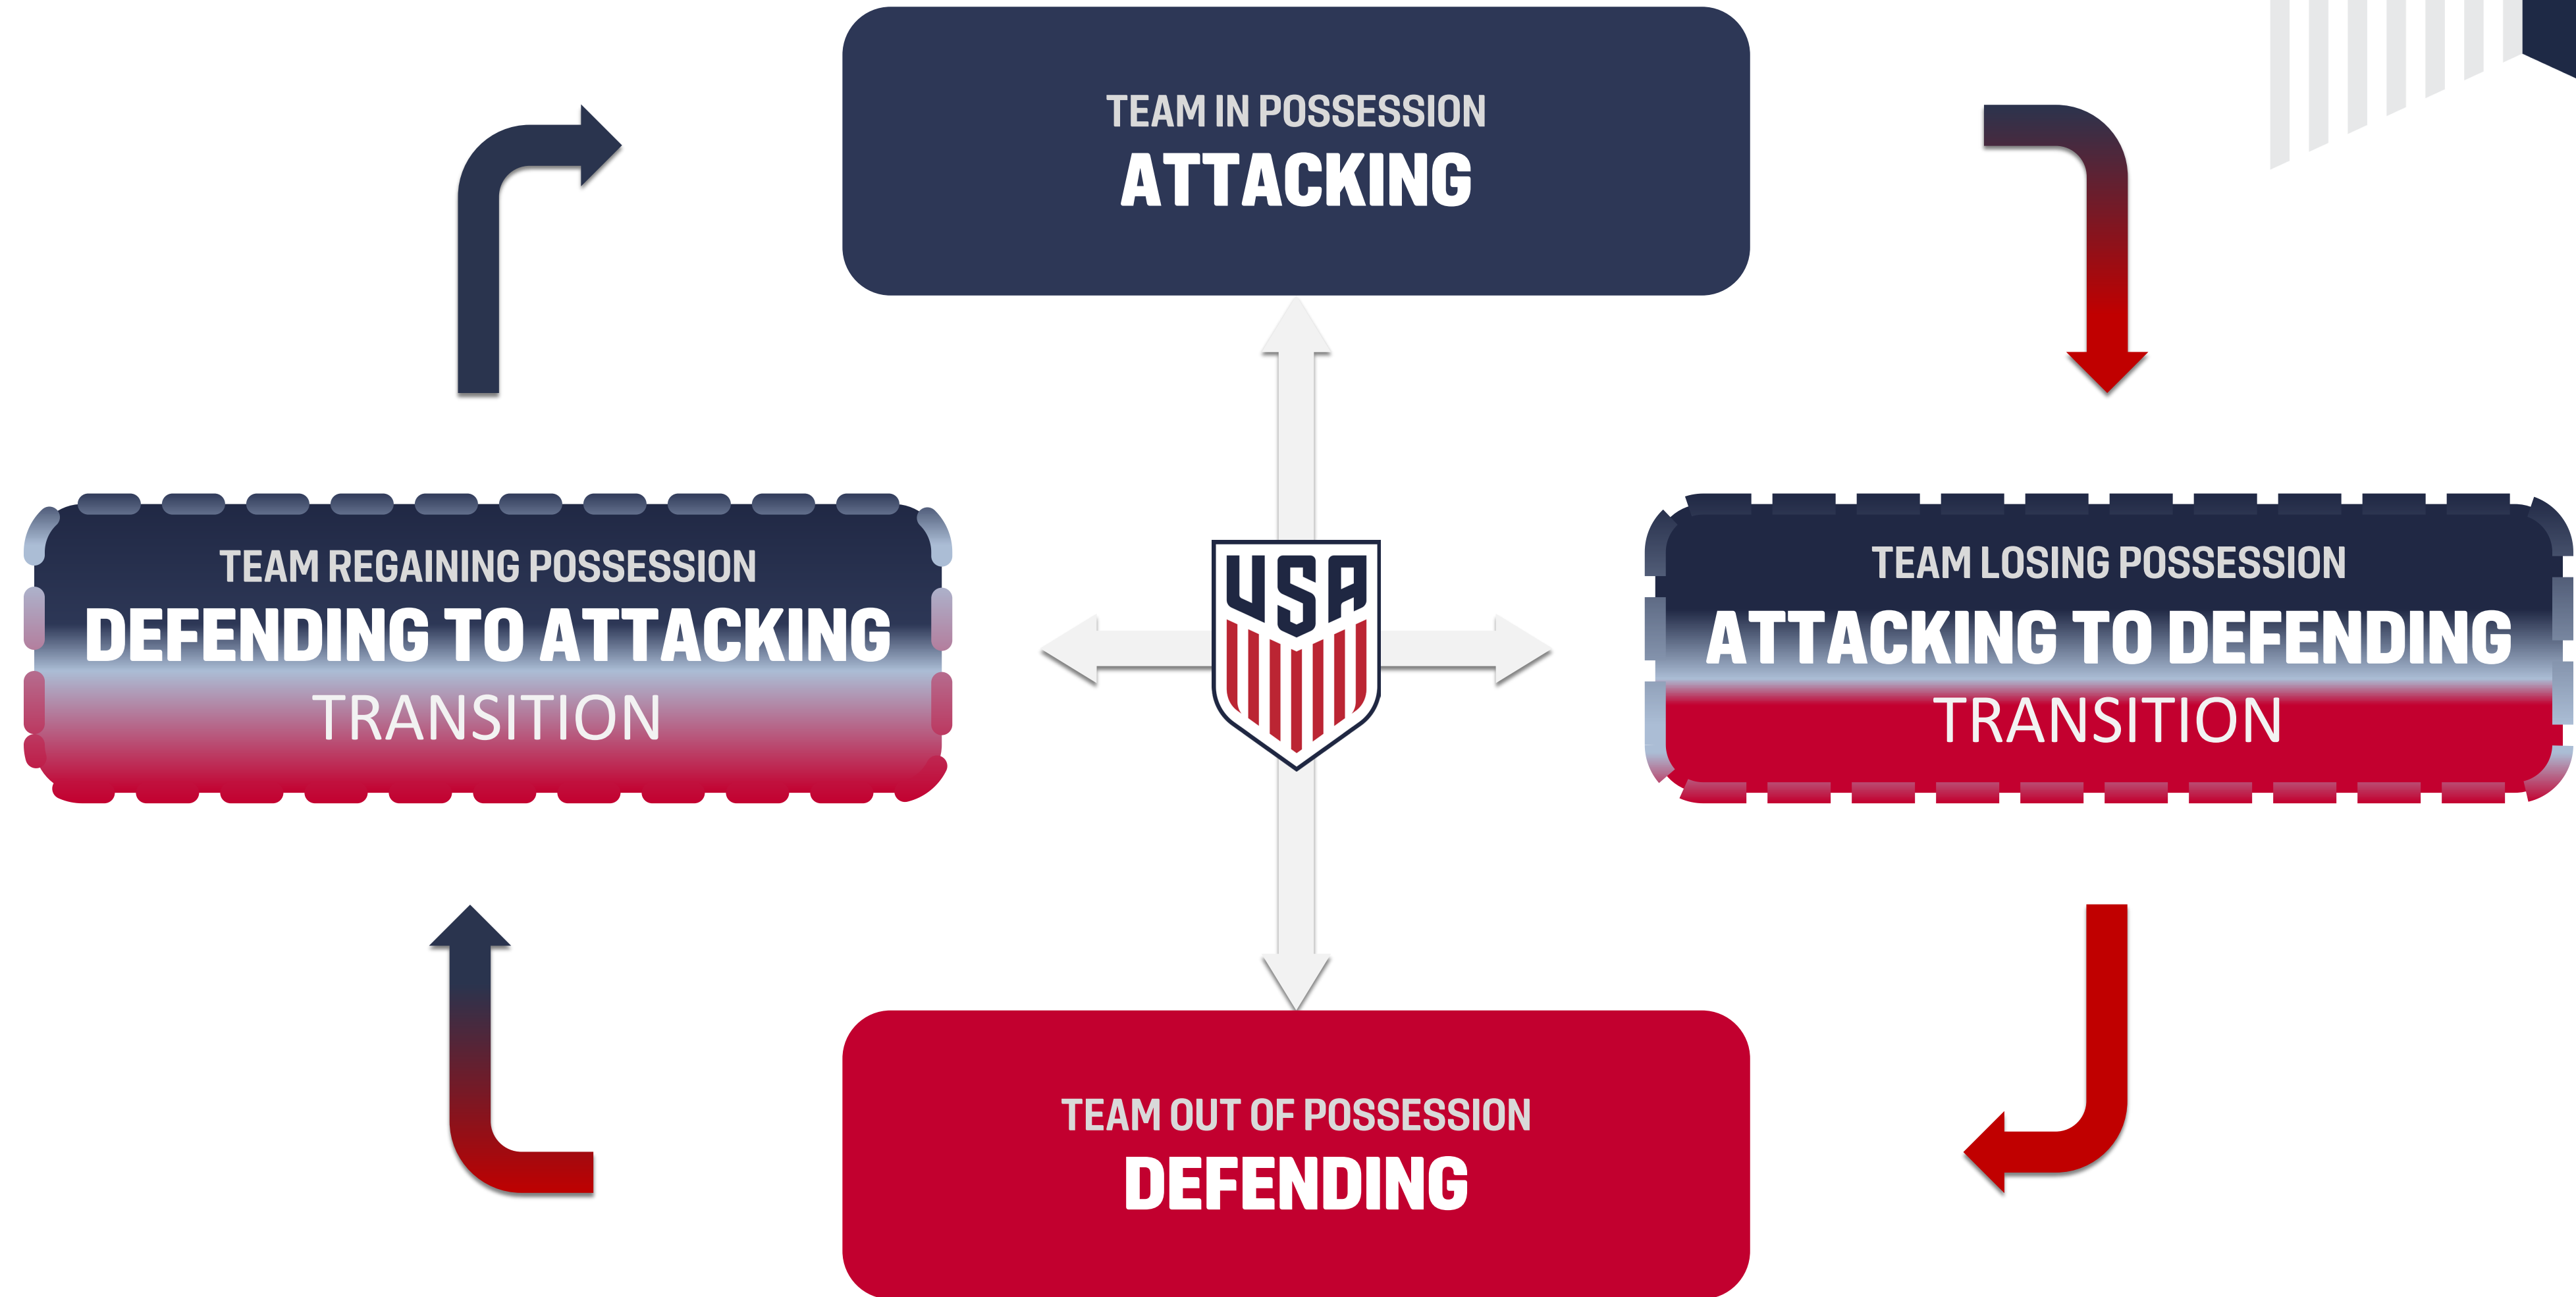 TEAM IN POSSESSION
ATTACKING
TEAM REGAINING POSSESSION
DEFENDING TO ATTACKING
TRANSITION
USA
TEAM LOSING POSSESSION
ATTACKING TO DEFENDING
TRANSITION
TEAM OUT OF POSSESSION
DEFENDING